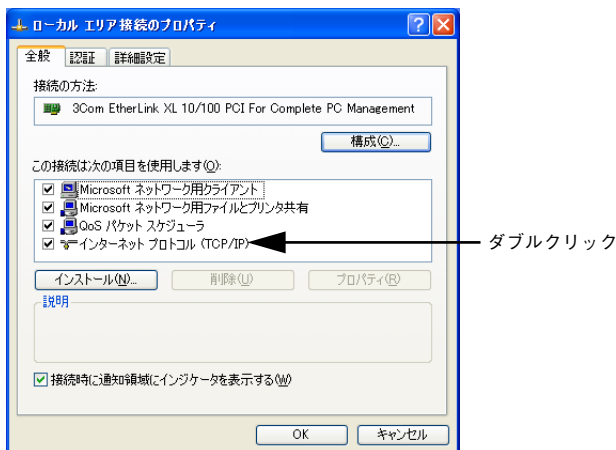 ローカル エリア接続のプロパティ
全般
認証
詳細設定
接続の方法:
3Com EtherLink XL 10/100 PCI For Complete PC Management
構成(C)...
この接続は次の項目を使用します(O):
Microsoft ネットワーク用クライアント
Microsoft ネットワーク用ファイルとプリンタ共有
QoS パケット スケジューラ
インターネット プロトコル (TCP/IP)
ダブルクリック
インストール(N)...
削除(U)
プロパティ(R)
説明
接続時に通知領域にインジケータを表示する(W)
OK
キャンセル